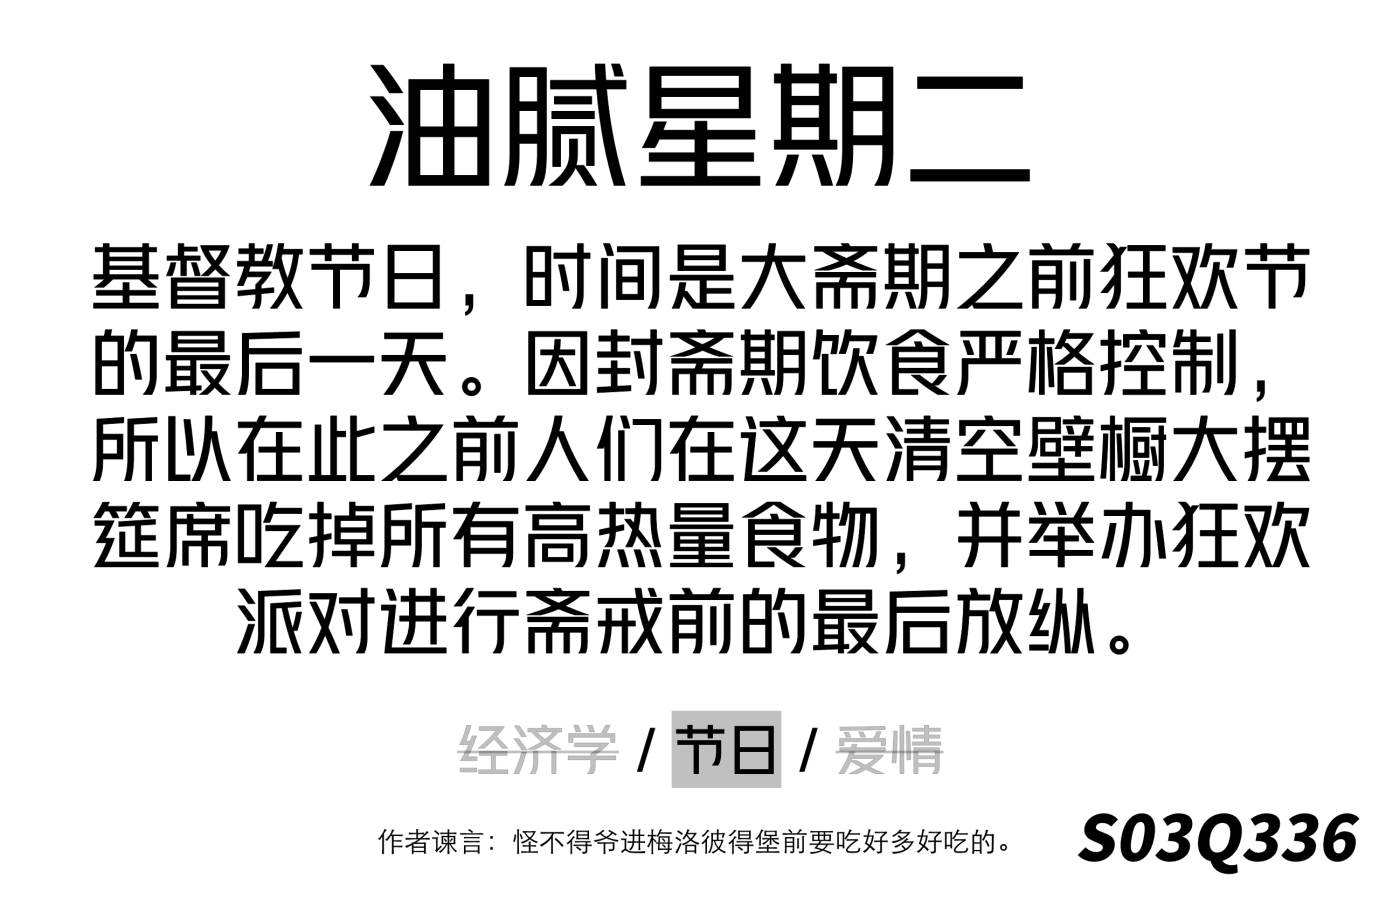 油腻星期二
基督教节日，时间是大斋期之前狂欢节
的最后一天。因封斋期饮食严格控制，
所以在此之前人们在这天清空壁橱大摆
筵席吃掉所有高热量食物，并举办狂欢
派对进行斋戒前的最后放纵。
经济学 / 节日 / 爱情
作者谏言：怪不得爷进梅洛彼得堡前要吃好多好吃的。
S03Q336